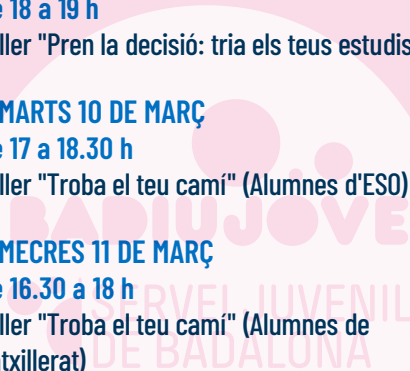 e 18 a 19 h
ller "Pren la decisió: tria els teus estudis
MARTS 10 DE MARÇ
e 17 a 18.30 h
ller "Troba el teu camí" (Alumnes d'ESO)
BADIUJOVE
MECRES 11 DE MARÇ
e 16.30 a 18 h
SERVEI JUVENIL
ller "Troba el teu camí" (Alumnes de
DE BADALONA
txillerat)